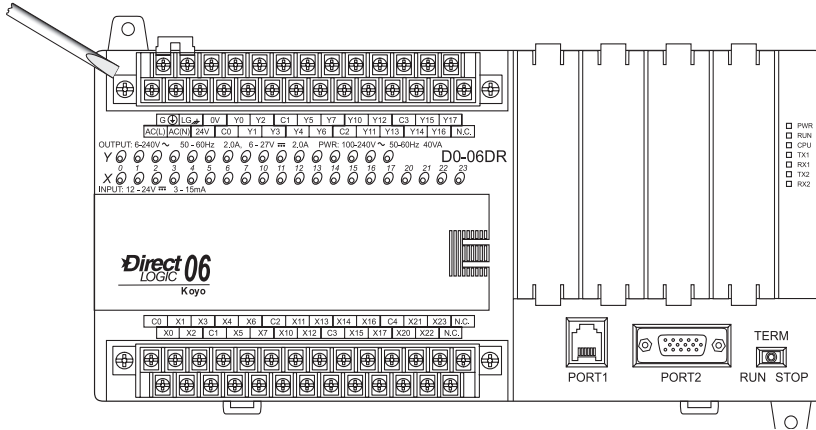 G LG 0V Y0 Y2 C1 Y5 Y7 Y10 Y12 C3 Y15 Y17
AC(L) AC(N) 24V C0 Y1 Y3 Y4 Y6 C2 Y11 Y13 Y14 Y16 N.C.
OUTPUT: 6-240V ~ 50 - 60Hz 2.0A, 6 - 27V ⎓ 2.0A PWR: 100-240V ~ 50-60Hz 40VA
D0-06DR
Y
0 1 2 3 4 5 6 7 10 11 12 13 14 15 16 17 20 21 22 23
X
INPUT: 12 - 24V ⎓ 3 - 15mA
PWR
RUN
CPU
TX1
RX1
TX2
RX2
Direct
LOGIC 06
Koyo
C0 X1 X3 X4 X6 C2 X11 X13 X14 X16 C4 X21 X23 N.C.
X0 X2 C1 X5 X7 X10 X12 C3 X15 X17 X20 X22 N.C.
PORT1
PORT2
TERM
RUN STOP